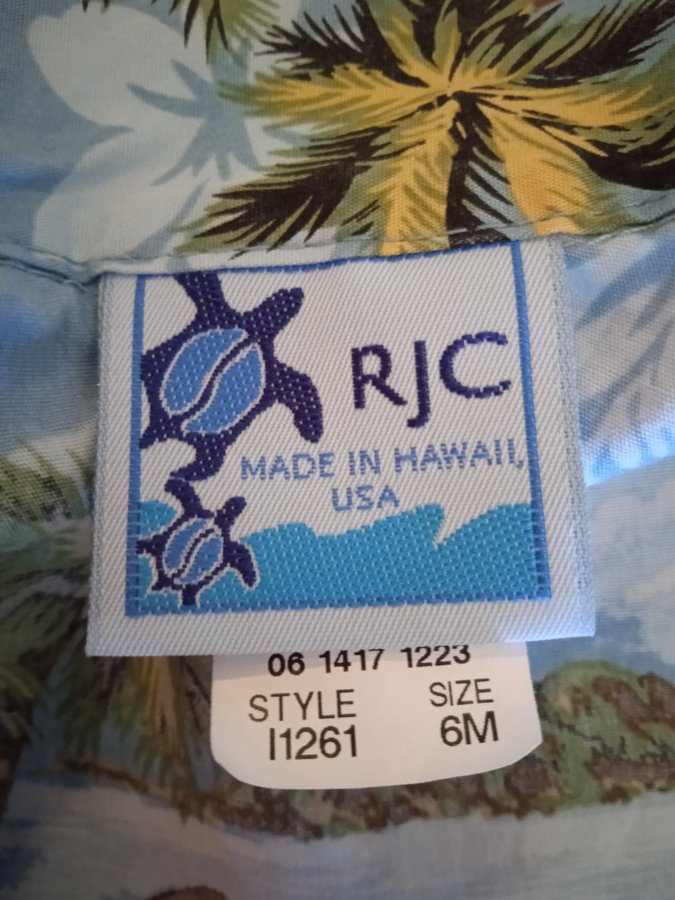 RJC
MADE IN HAWAII,
USA
06 1417 1223
STYLE SIZE
I1261 6M